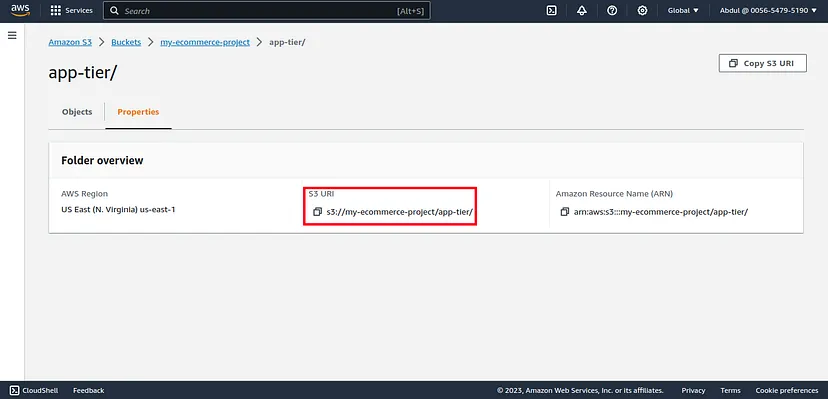 aws Services Search [Alt+S] Global ▼ Abdul @ 0056-5479-5190 ▼
Amazon S3 > Buckets > my-ecommerce-project > app-tier/
app-tier/
Copy S3 URI
Objects Properties
Folder overview
AWS Region S3 URI Amazon Resource Name (ARN)
US East (N. Virginia) us-east-1 s3://my-ecommerce-project/app-tier/ arn:aws:s3:::my-ecommerce-project/app-tier/
CloudShell Feedback © 2023, Amazon Web Services, Inc. or its affiliates. Privacy Terms Cookie preferences